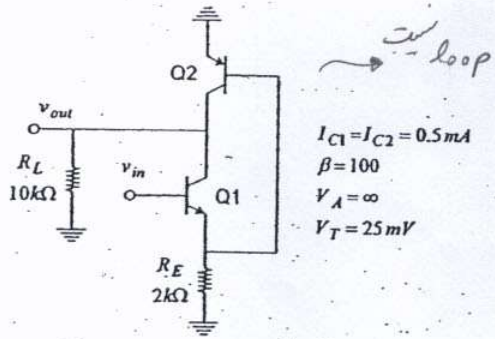 نیست
loop
Q2
v_out
R_L
10kΩ
v_in
Q1
R_E
2kΩ
I_C1 = I_C2 = 0.5 mA
β = 100
V_A = ∞
V_T = 25 mV